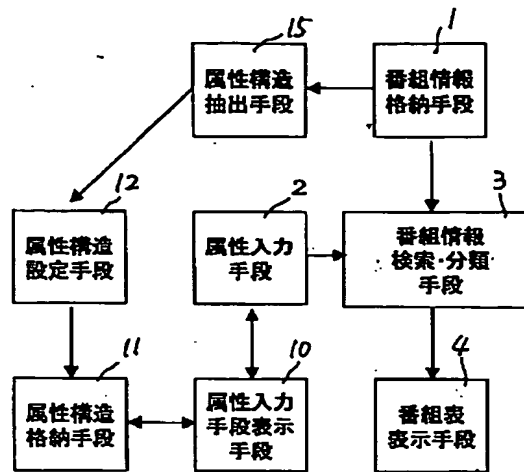 15
1
属性構造
抽出手段
番組情報
格納手段
12
2
3
属性構造
設定手段
属性入力
手段
番組情報
検索・分類
手段
11
10
4
属性構造
格納手段
属性入力
手段表示
手段
番組表
表示手段